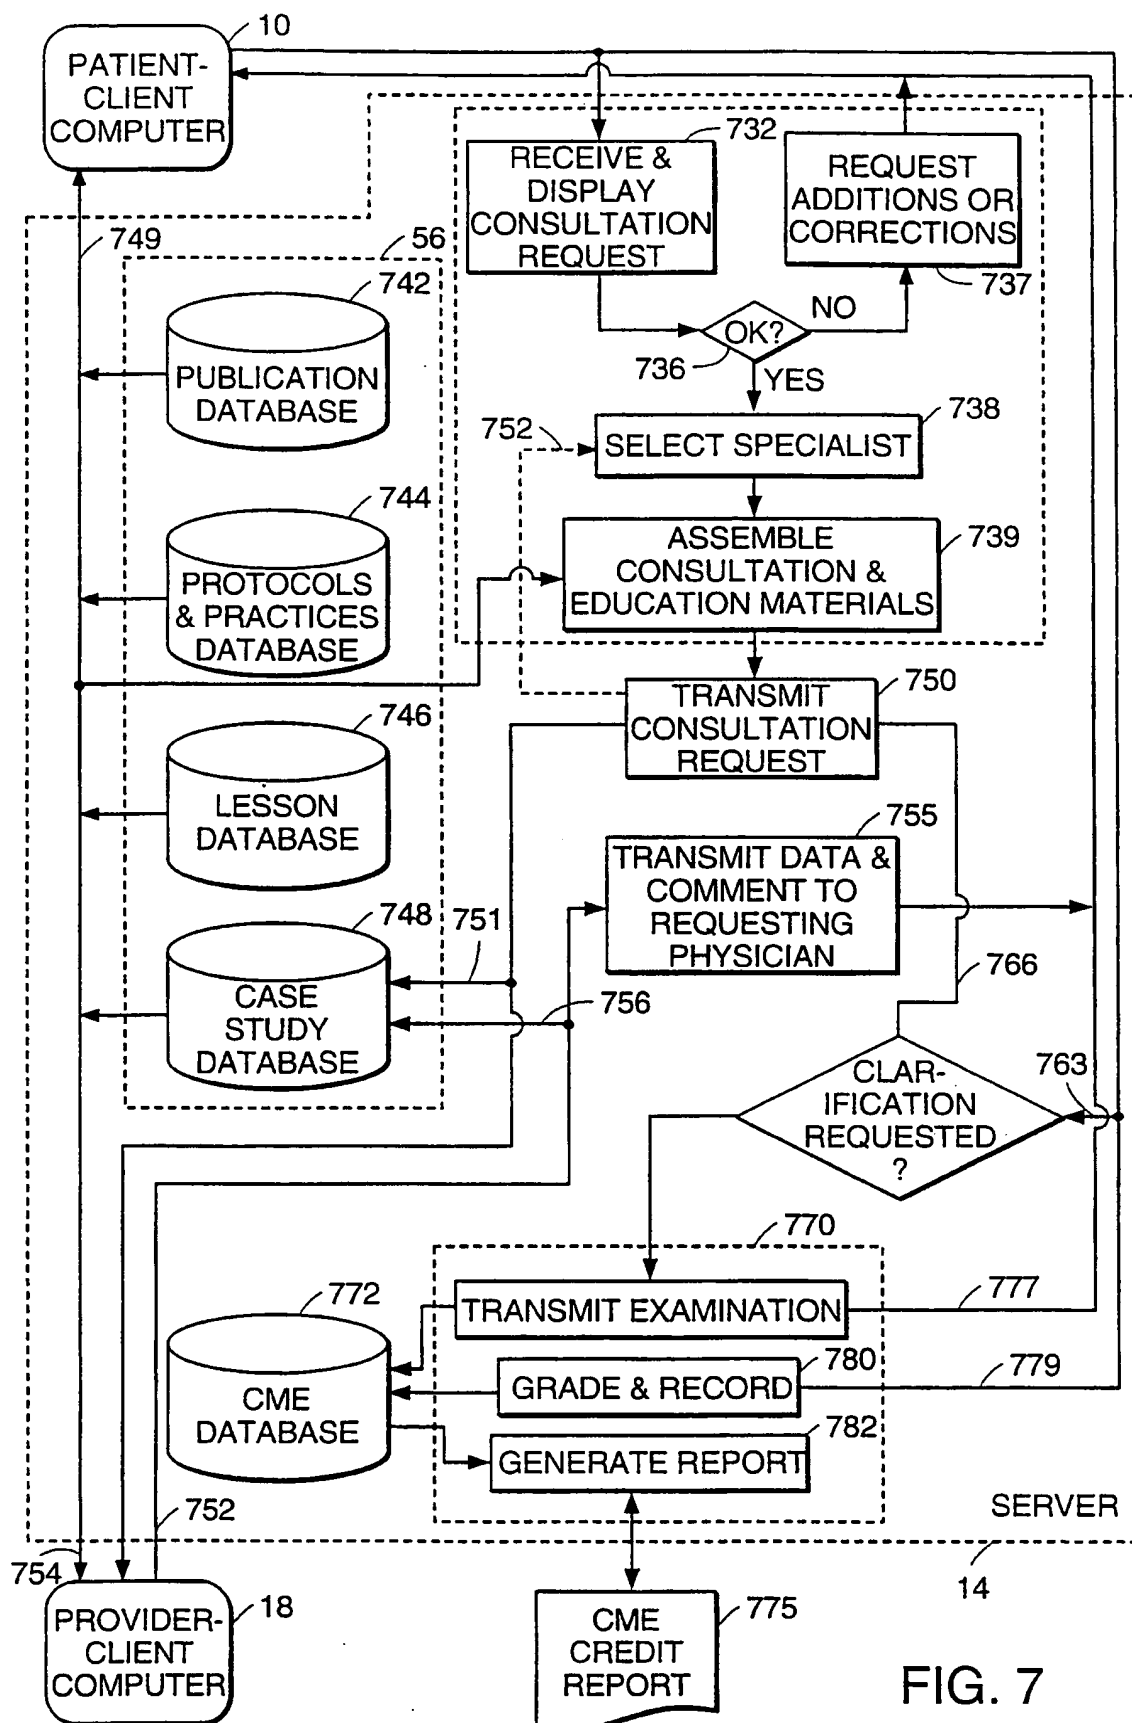 10
PATIENT-
CLIENT
COMPUTER
732
RECEIVE &
DISPLAY
CONSULTATION
REQUEST
REQUEST
ADDITIONS OR
CORRECTIONS
737
749
56
742
PUBLICATION
DATABASE
OK?
NO
736
YES
752
738
SELECT SPECIALIST
744
PROTOCOLS
& PRACTICES
DATABASE
739
ASSEMBLE
CONSULTATION &
EDUCATION MATERIALS
750
TRANSMIT
CONSULTATION
REQUEST
746
LESSON
DATABASE
755
TRANSMIT DATA &
COMMENT TO
REQUESTING
PHYSICIAN
748
751
CASE
STUDY
DATABASE
756
766
763
CLAR-
IFICATION
REQUESTED
?
770
TRANSMIT EXAMINATION
777
772
CME
DATABASE
780
GRADE & RECORD
779
782
GENERATE REPORT
752
SERVER
14
754
18
PROVIDER-
CLIENT
COMPUTER
775
CME
CREDIT
REPORT
FIG. 7